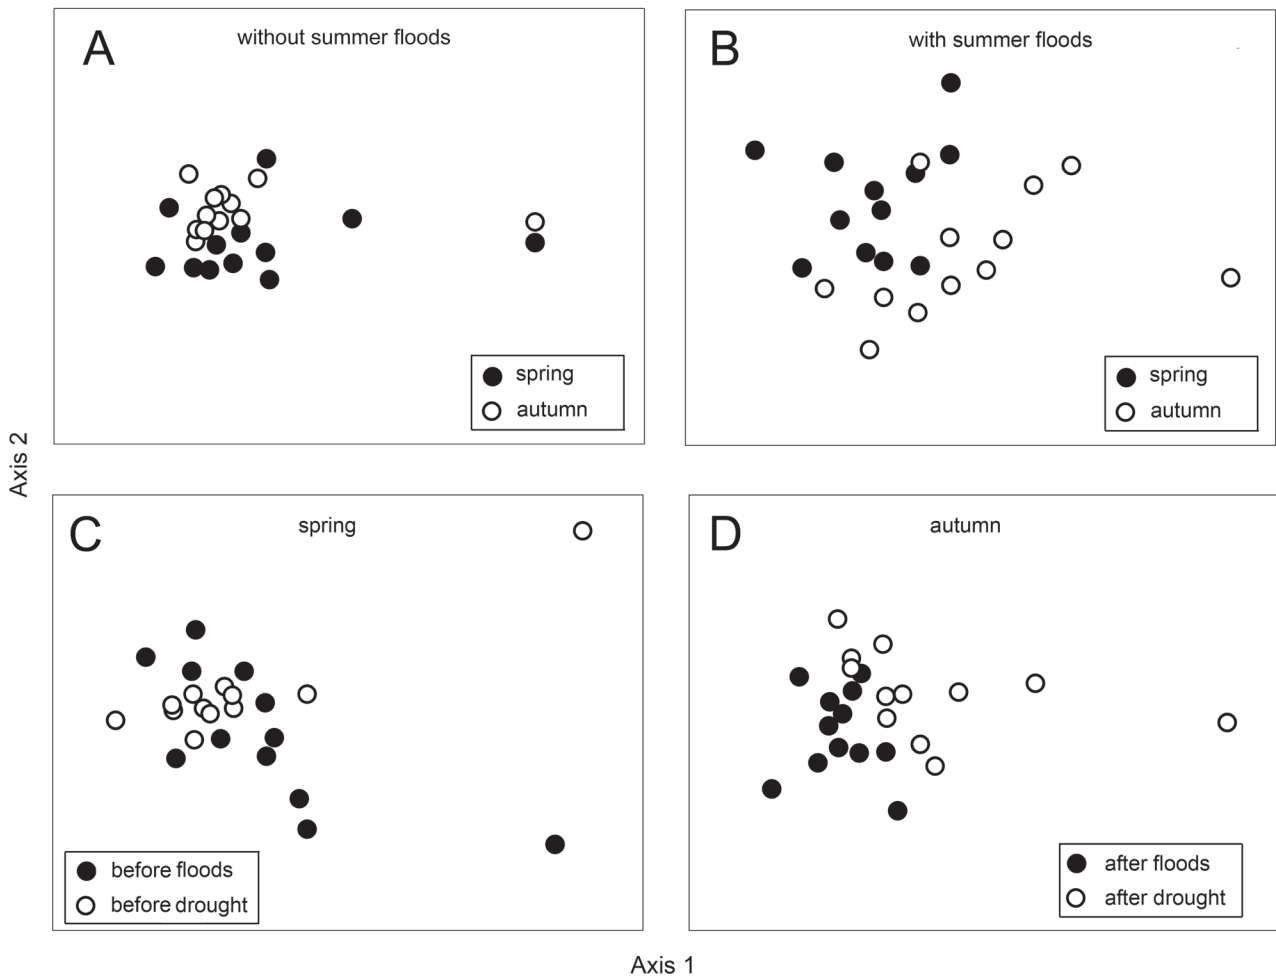 A
without summer floods
spring
autumn
B
with summer floods
spring
autumn
Axis 2
C
spring
before floods
before drought
D
autumn
after floods
after drought
Axis 1